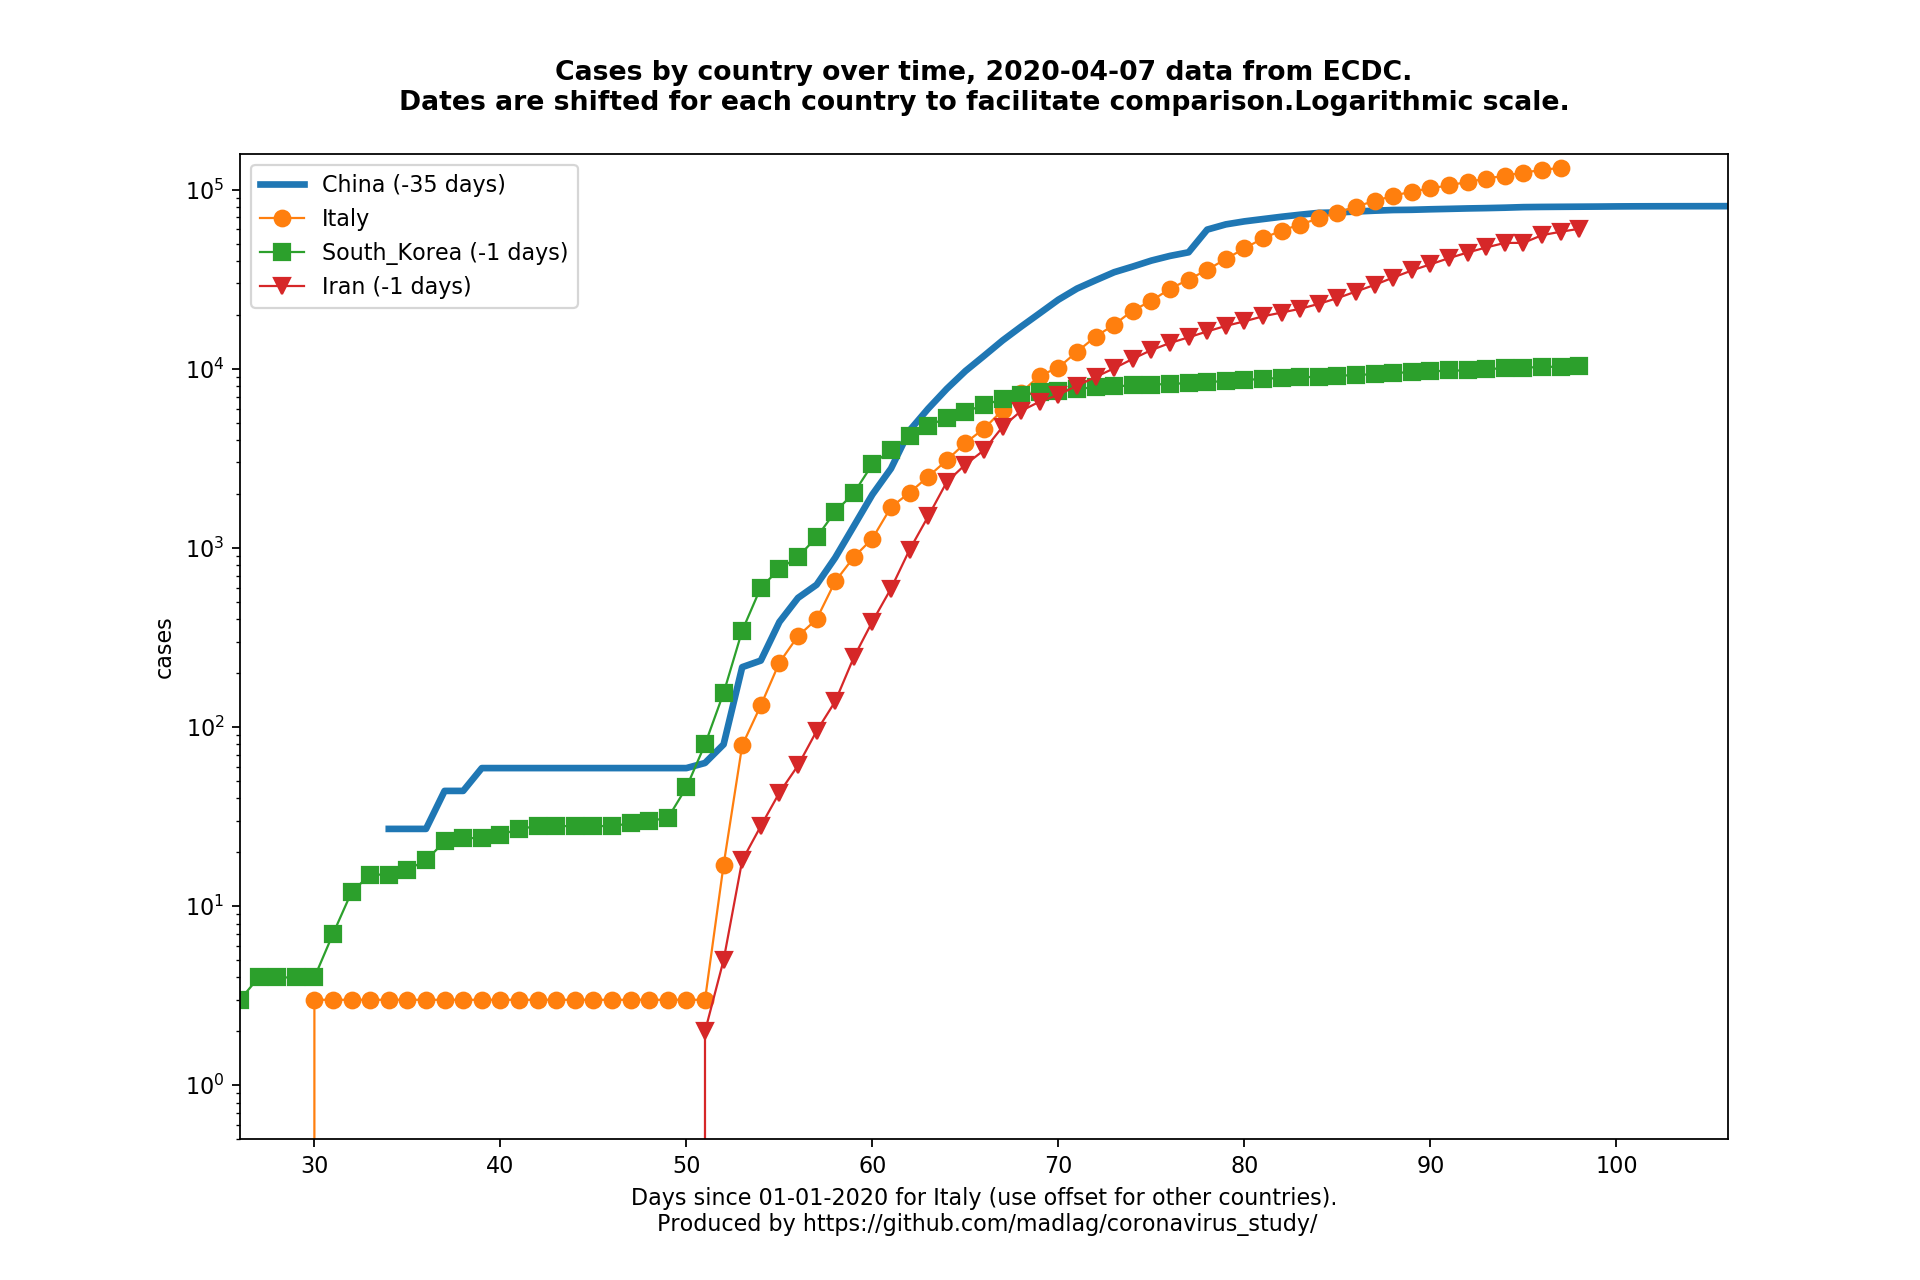 Cases by country over time, 2020-04-07 data from ECDC.
Dates are shifted for each country to facilitate comparison.Logarithmic scale.
China (-35 days)
Italy
South_Korea (-1 days)
Iran (-1 days)
cases
10⁵
10⁴
10³
10²
10¹
10⁰
30 40 50 60 70 80 90 100
Days since 01-01-2020 for Italy (use offset for other countries).
Produced by https://github.com/madlag/coronavirus_study/